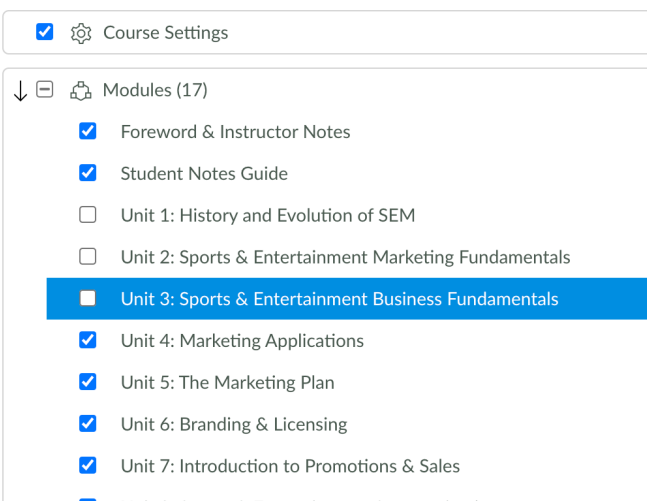 Course Settings
Modules (17)
Foreword & Instructor Notes
Student Notes Guide
Unit 1: History and Evolution of SEM
Unit 2: Sports & Entertainment Marketing Fundamentals
Unit 3: Sports & Entertainment Business Fundamentals
Unit 4: Marketing Applications
Unit 5: The Marketing Plan
Unit 6: Branding & Licensing
Unit 7: Introduction to Promotions & Sales